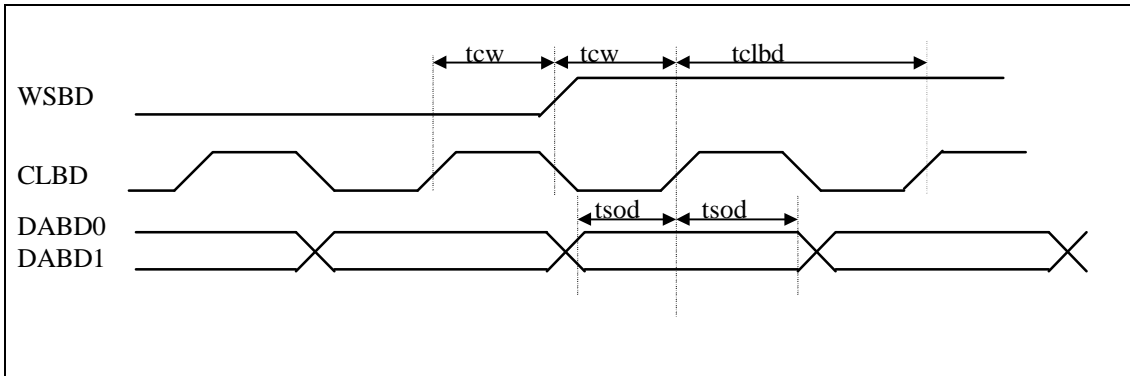 tcw tcw tclbd
WSBD
CLBD
tsod tsod
DABD0
DABD1